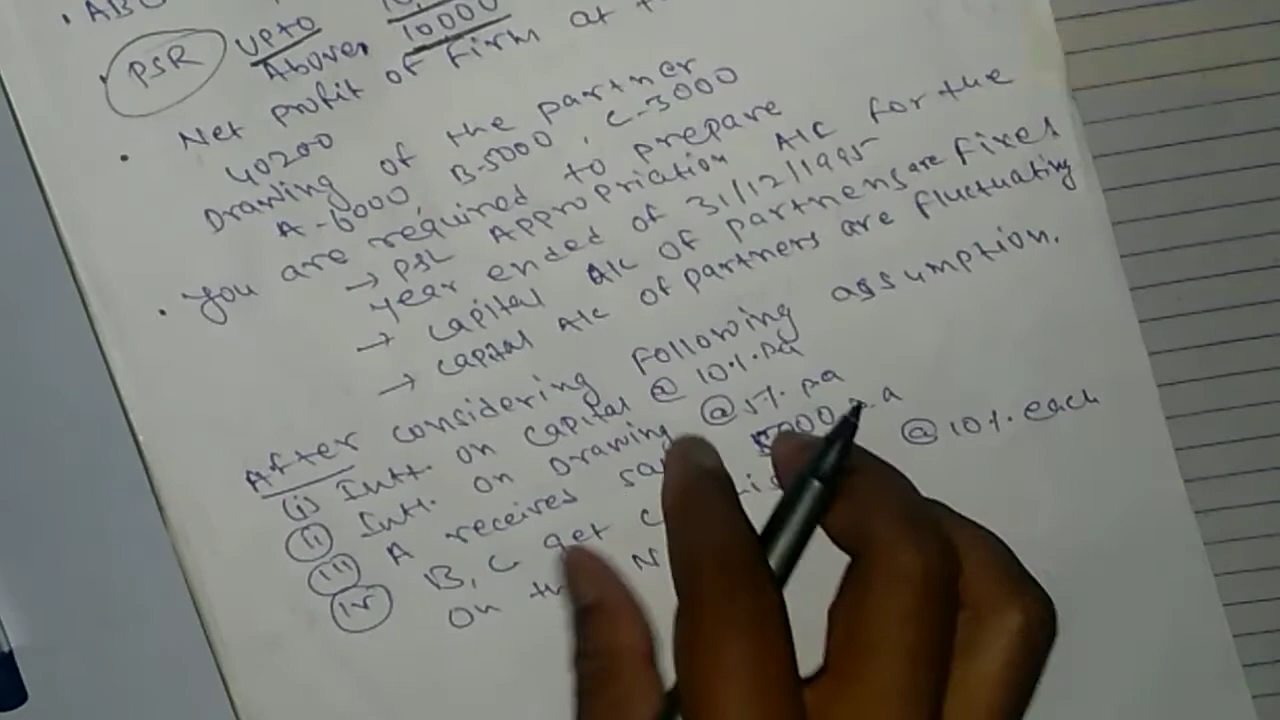 PSR upto
Above 10000
Net profit of Firm at
40200
Drawing of the partner
A-6000 B-5000, C-3000
You are required to prepare
→ P&L Appropriation A/C for the
year ended of 31/12/1995
→ Capital A/C of partners are fixed
→ Capital A/C of partners are fluctuating
After considering following assumption.
(i) Intt. on Capital @ 10%. pa
(ii) Intt. on Drawing @ 5%. pa
(iii) A receives
(iv) B, C get @ 10%. each
on